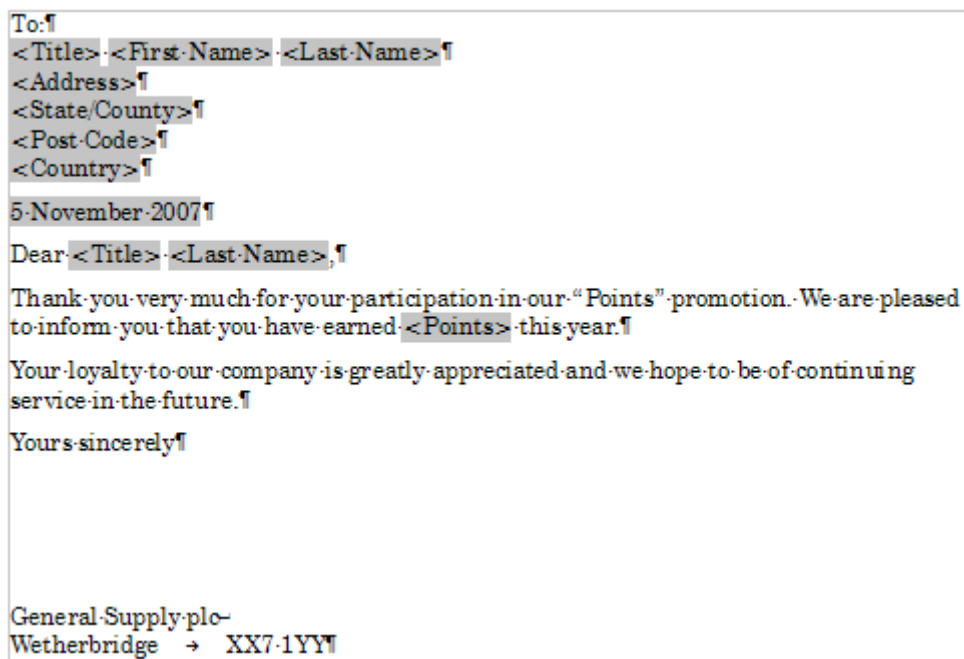 To:¶
<Title>·<First·Name>·<Last·Name>¶
<Address>¶
<State/County>¶
<Post·Code>¶
<Country>¶
5·November·2007¶
Dear·<Title>·<Last·Name>,¶
Thank·you·very·much·for·your·participation·in·our·“Points”·promotion.·We·are·pleased
to·inform·you·that·you·have·earned·<Points>·this·year.¶
Your·loyalty·to·our·company·is·greatly·appreciated·and·we·hope·to·be·of·continuing
service·in·the·future.¶
Yours·sincerely¶
General·Supply·plc↵
Wetherbridge → XX7·1YY¶